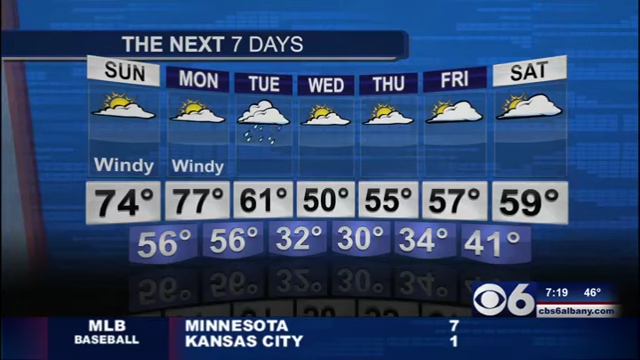 THE NEXT 7 DAYS
SUN MON TUE WED THU FRI SAT
Windy Windy
74° 77° 61° 50° 55° 57° 59°
56° 56° 32° 30° 34° 41°
6 7:19 46°
cbs6albany.com
MLB MINNESOTA 7
BASEBALL KANSAS CITY 1